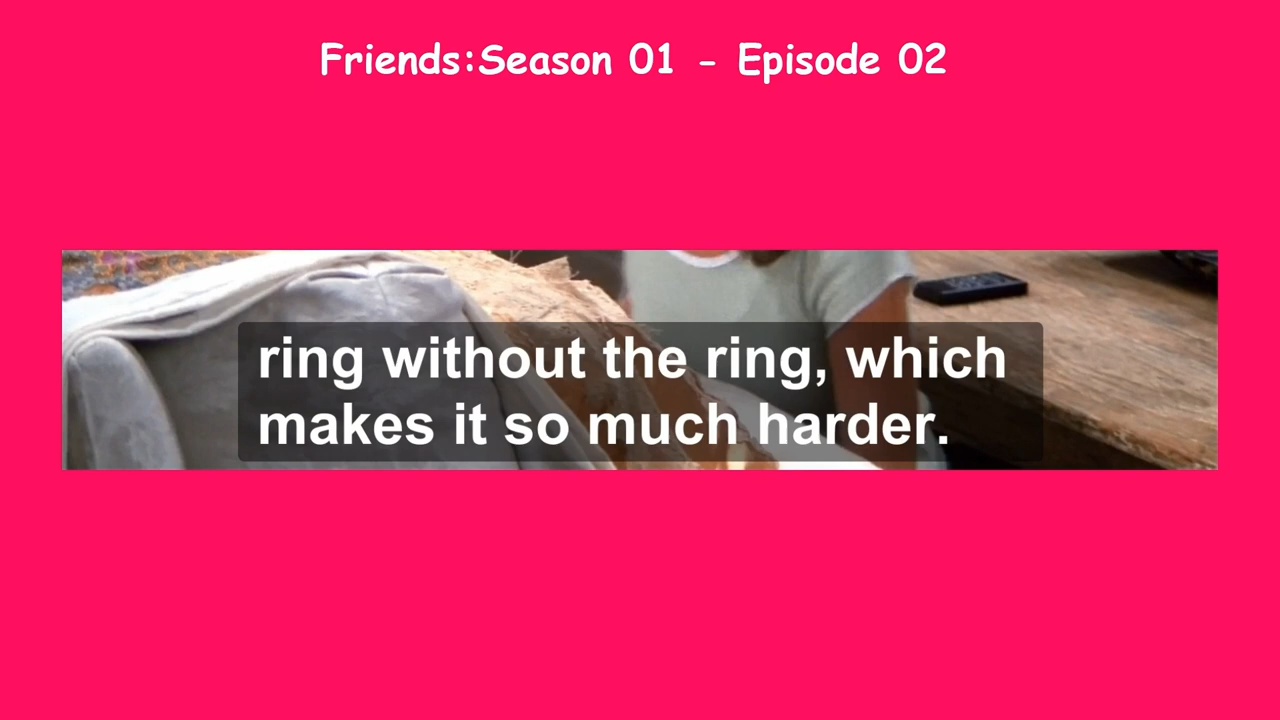 Friends:Season 01 - Episode 02
ring without the ring, which
makes it so much harder.